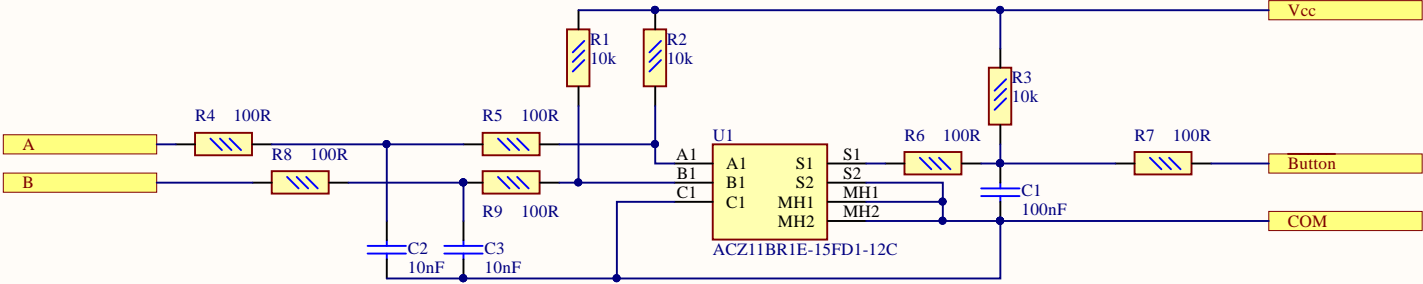 Vcc
R1
10k
R2
10k
R3
10k
R4 100R
R5 100R
U1
R6 100R
R7 100R
A
R8 100R
A1
A1
S1
S1
Button
B
B1
B1
S2
S2
C1
C1
MH1
MH1
C1
100nF
R9 100R
MH2
MH2
COM
C2
10nF
C3
10nF
ACZ11BR1E-15FD1-12C